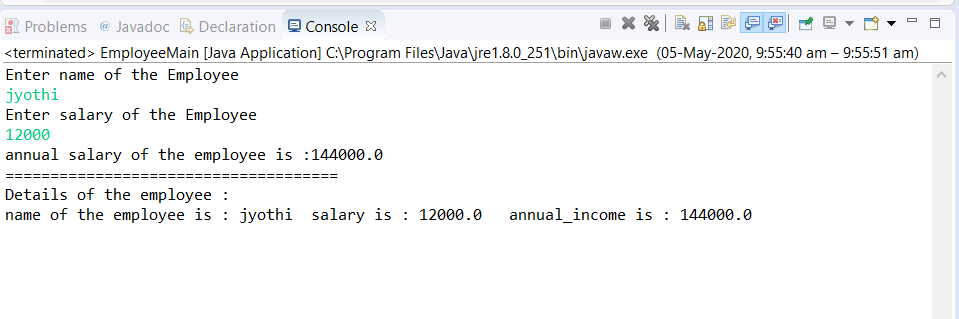 Problems @ Javadoc Declaration Console
<terminated> EmployeeMain [Java Application] C:\Program Files\Java\jre1.8.0_251\bin\javaw.exe (05-May-2020, 9:55:40 am – 9:55:51 am)
Enter name of the Employee
jyothi
Enter salary of the Employee
12000
annual salary of the employee is :144000.0
=====================================
Details of the employee :
name of the employee is : jyothi  salary is : 12000.0   annual_income is : 144000.0